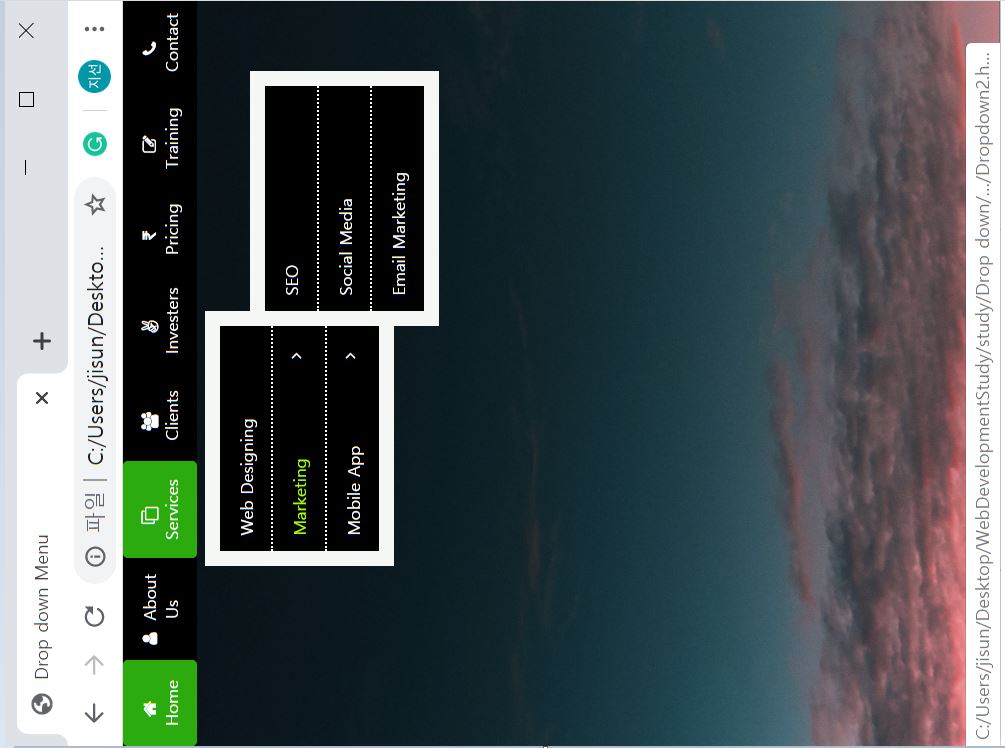 Drop down Menu
파일 | C:/Users/jisun/Deskto... 지선
Home
About
Us
Services
Clients
Investers
Pricing
Training
Contact
Web Designing
Marketing
Mobile App
SEO
Social Media
Email Marketing
C:/Users/jisun/Desktop/WebDevelopmentStudy/study/Drop down/.../Dropdown2.h...